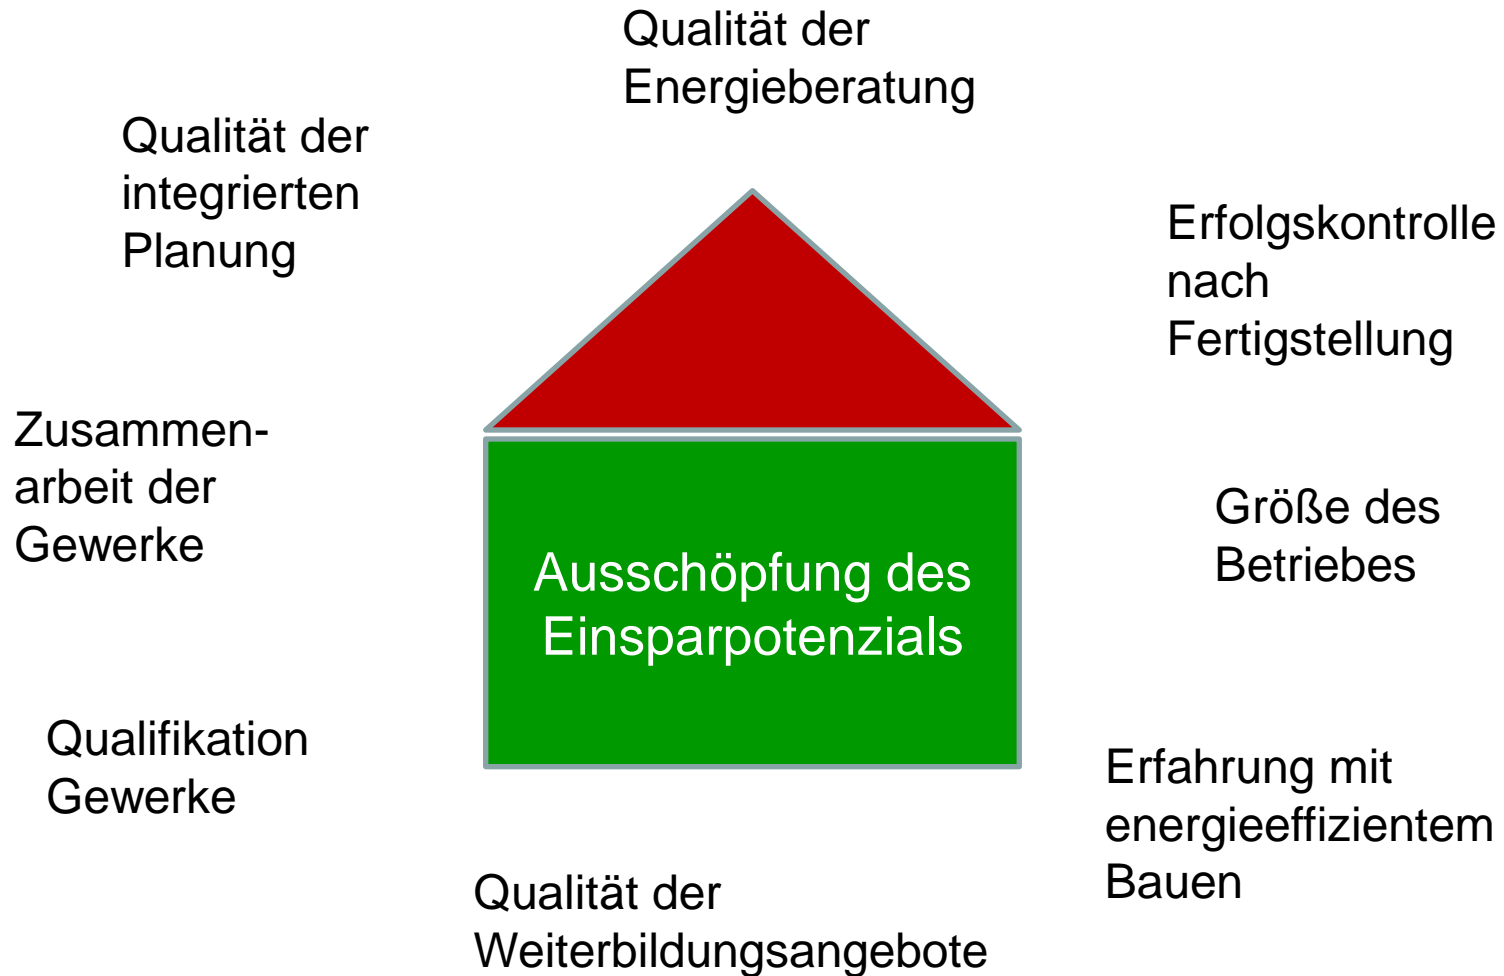 Qualität der
Energieberatung
Qualität der
integrierten
Planung
Erfolgskontrolle
nach
Fertigstellung
Zusammen-
arbeit der
Gewerke
Größe des
Betriebes
Ausschöpfung des
Einsparpotenzials
Qualifikation
Gewerke
Erfahrung mit
energieeffizientem
Bauen
Qualität der
Weiterbildungsangebote